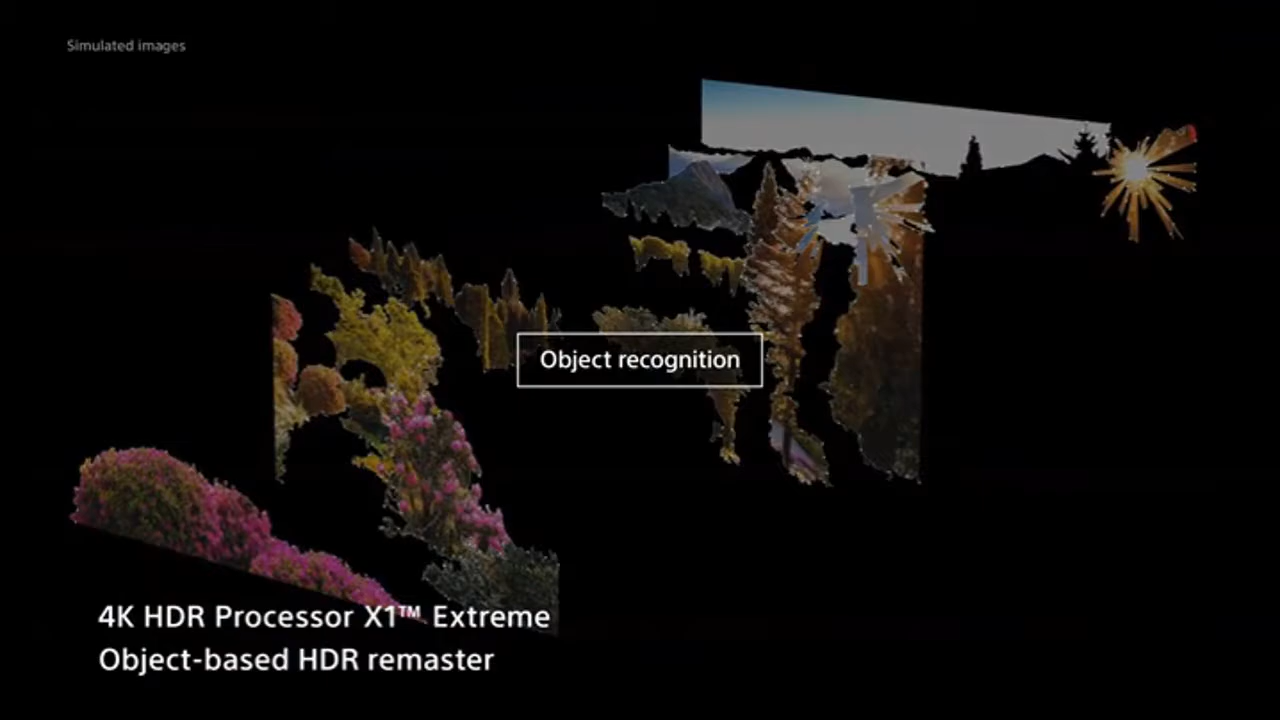 Simulated images
Object recognition
4K HDR Processor X1™ Extreme
Object-based HDR remaster